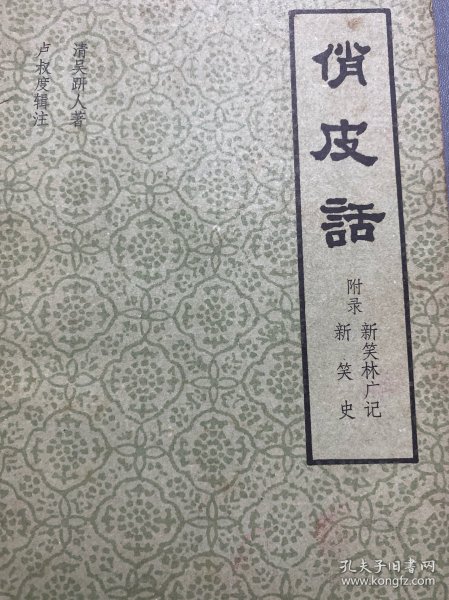 俏皮話
附录
新笑林广记
新笑史
清吴趼人著
卢叔度辑注
孔夫子旧书网
www.kongfz.com